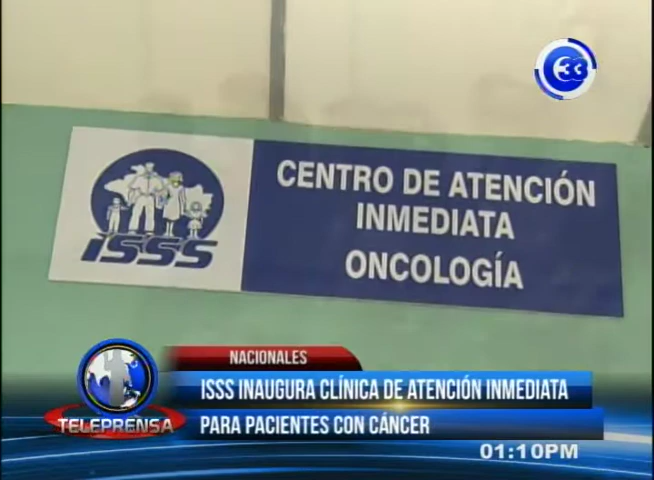 33
CENTRO DE ATENCIÓN
INMEDIATA
ONCOLOGÍA
ISSS
NACIONALES
ISSS INAUGURA CLÍNICA DE ATENCIÓN INMEDIATA
PARA PACIENTES CON CÁNCER
TELEPRENSA
01:10PM